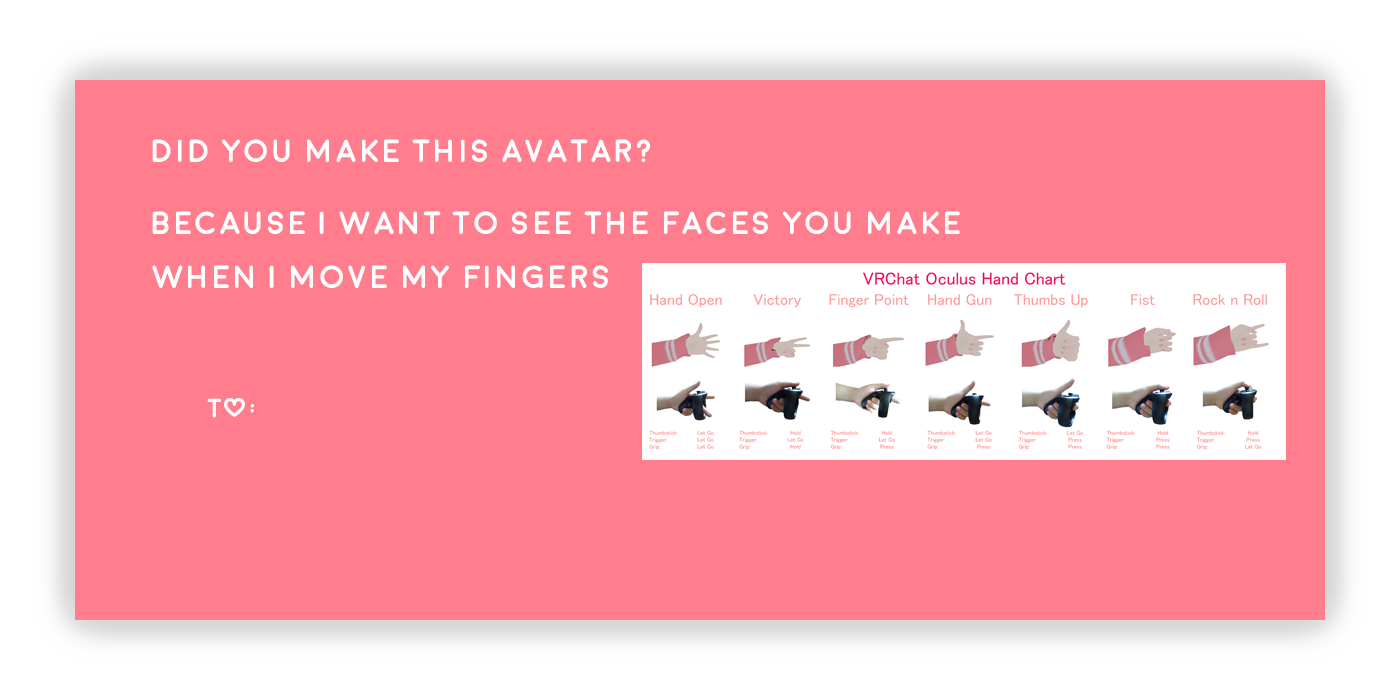 DID YOU MAKE THIS AVATAR?
BECAUSE I WANT TO SEE THE FACES YOU MAKE
WHEN I MOVE MY FINGERS
VRChat Oculus Hand Chart
Hand Open Victory Finger Point Hand Gun Thumbs Up Fist Rock n Roll
Thumbstick: Let Go Thumbstick: Hold Thumbstick: Hold Thumbstick: Let Go Thumbstick: Let Go Thumbstick: Hold Thumbstick: Hold
Trigger: Let Go Trigger: Let Go Trigger: Let Go Trigger: Let Go Trigger: Press Trigger: Press Trigger: Press
Grip: Let Go Grip: Hold Grip: Press Grip: Press Grip: Press Grip: Press Grip: Let Go
T♡: